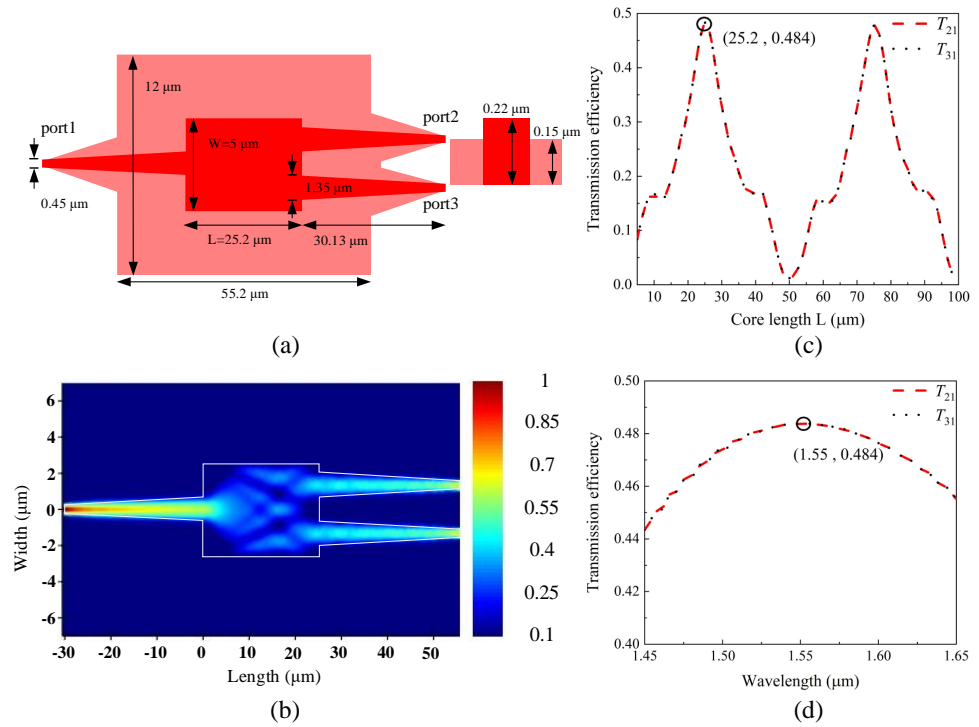 12 μm
port1
0.45 μm
W=5 μm
1.35 μm
port2
port3
0.22 μm
0.15 μm
L=25.2 μm
30.13 μm
55.2 μm
(a)
Transmission efficiency
0.5
0.4
0.3
0.2
0.1
0.0
(25.2 , 0.484)
T21
T31
10 20 30 40 50 60 70 80 90 100
Core length L (μm)
(c)
Width (μm)
6
4
2
0
-2
-4
-6
-30 -20 -10 0 10 20 30 40 50
Length (μm)
1
0.85
0.7
0.6
0.55
0.4
0.25
0.1
(b)
Transmission efficiency
0.50
0.48
0.46
0.44
0.42
0.40
T21
T31
(1.55 , 0.484)
1.45 1.50 1.55 1.60 1.65
Wavelength (μm)
(d)